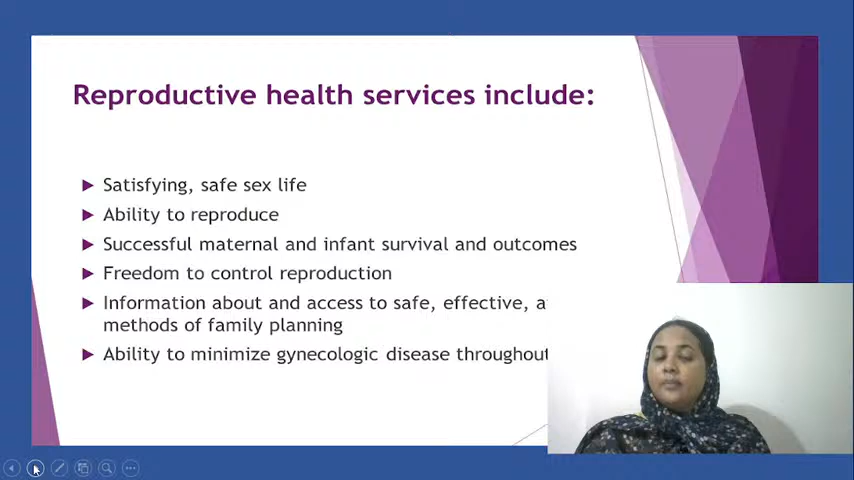 Reproductive health services include:
Satisfying, safe sex life
Ability to reproduce
Successful maternal and infant survival and outcomes
Freedom to control reproduction
Information about and access to safe, effective,
methods of family planning
Ability to minimize gynecologic disease throughout